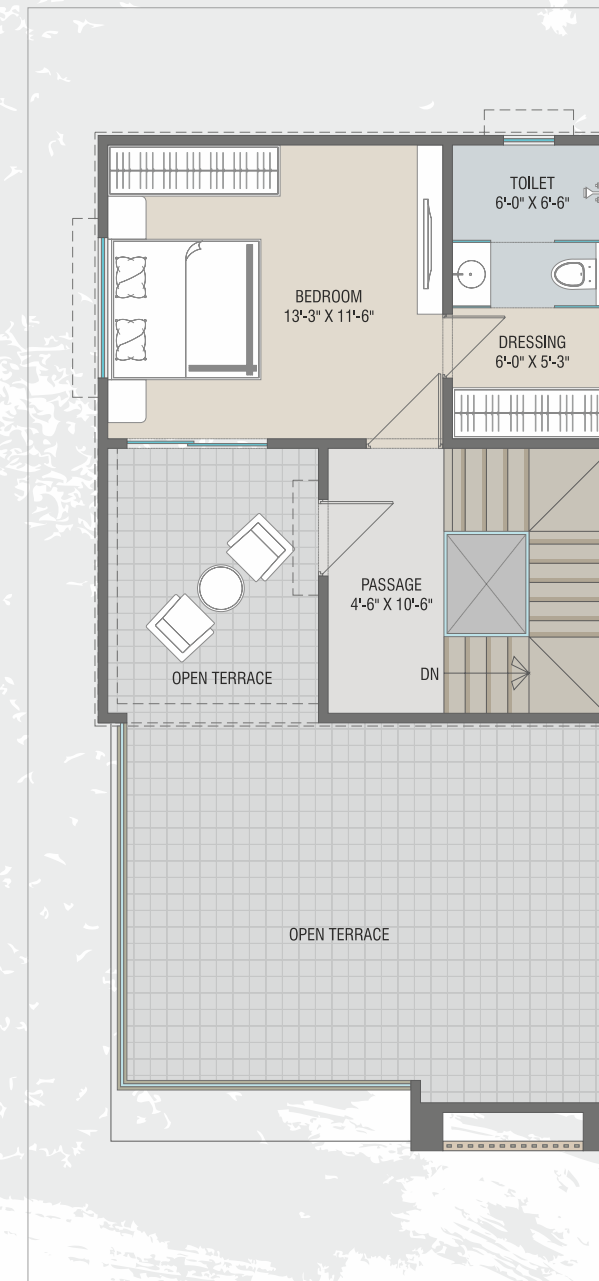 TOILET
6'-0" X 6'-6"
BEDROOM
13'-3" X 11'-6"
DRESSING
6'-0" X 5'-3"
PASSAGE
4'-6" X 10'-6"
OPEN TERRACE
DN
OPEN TERRACE